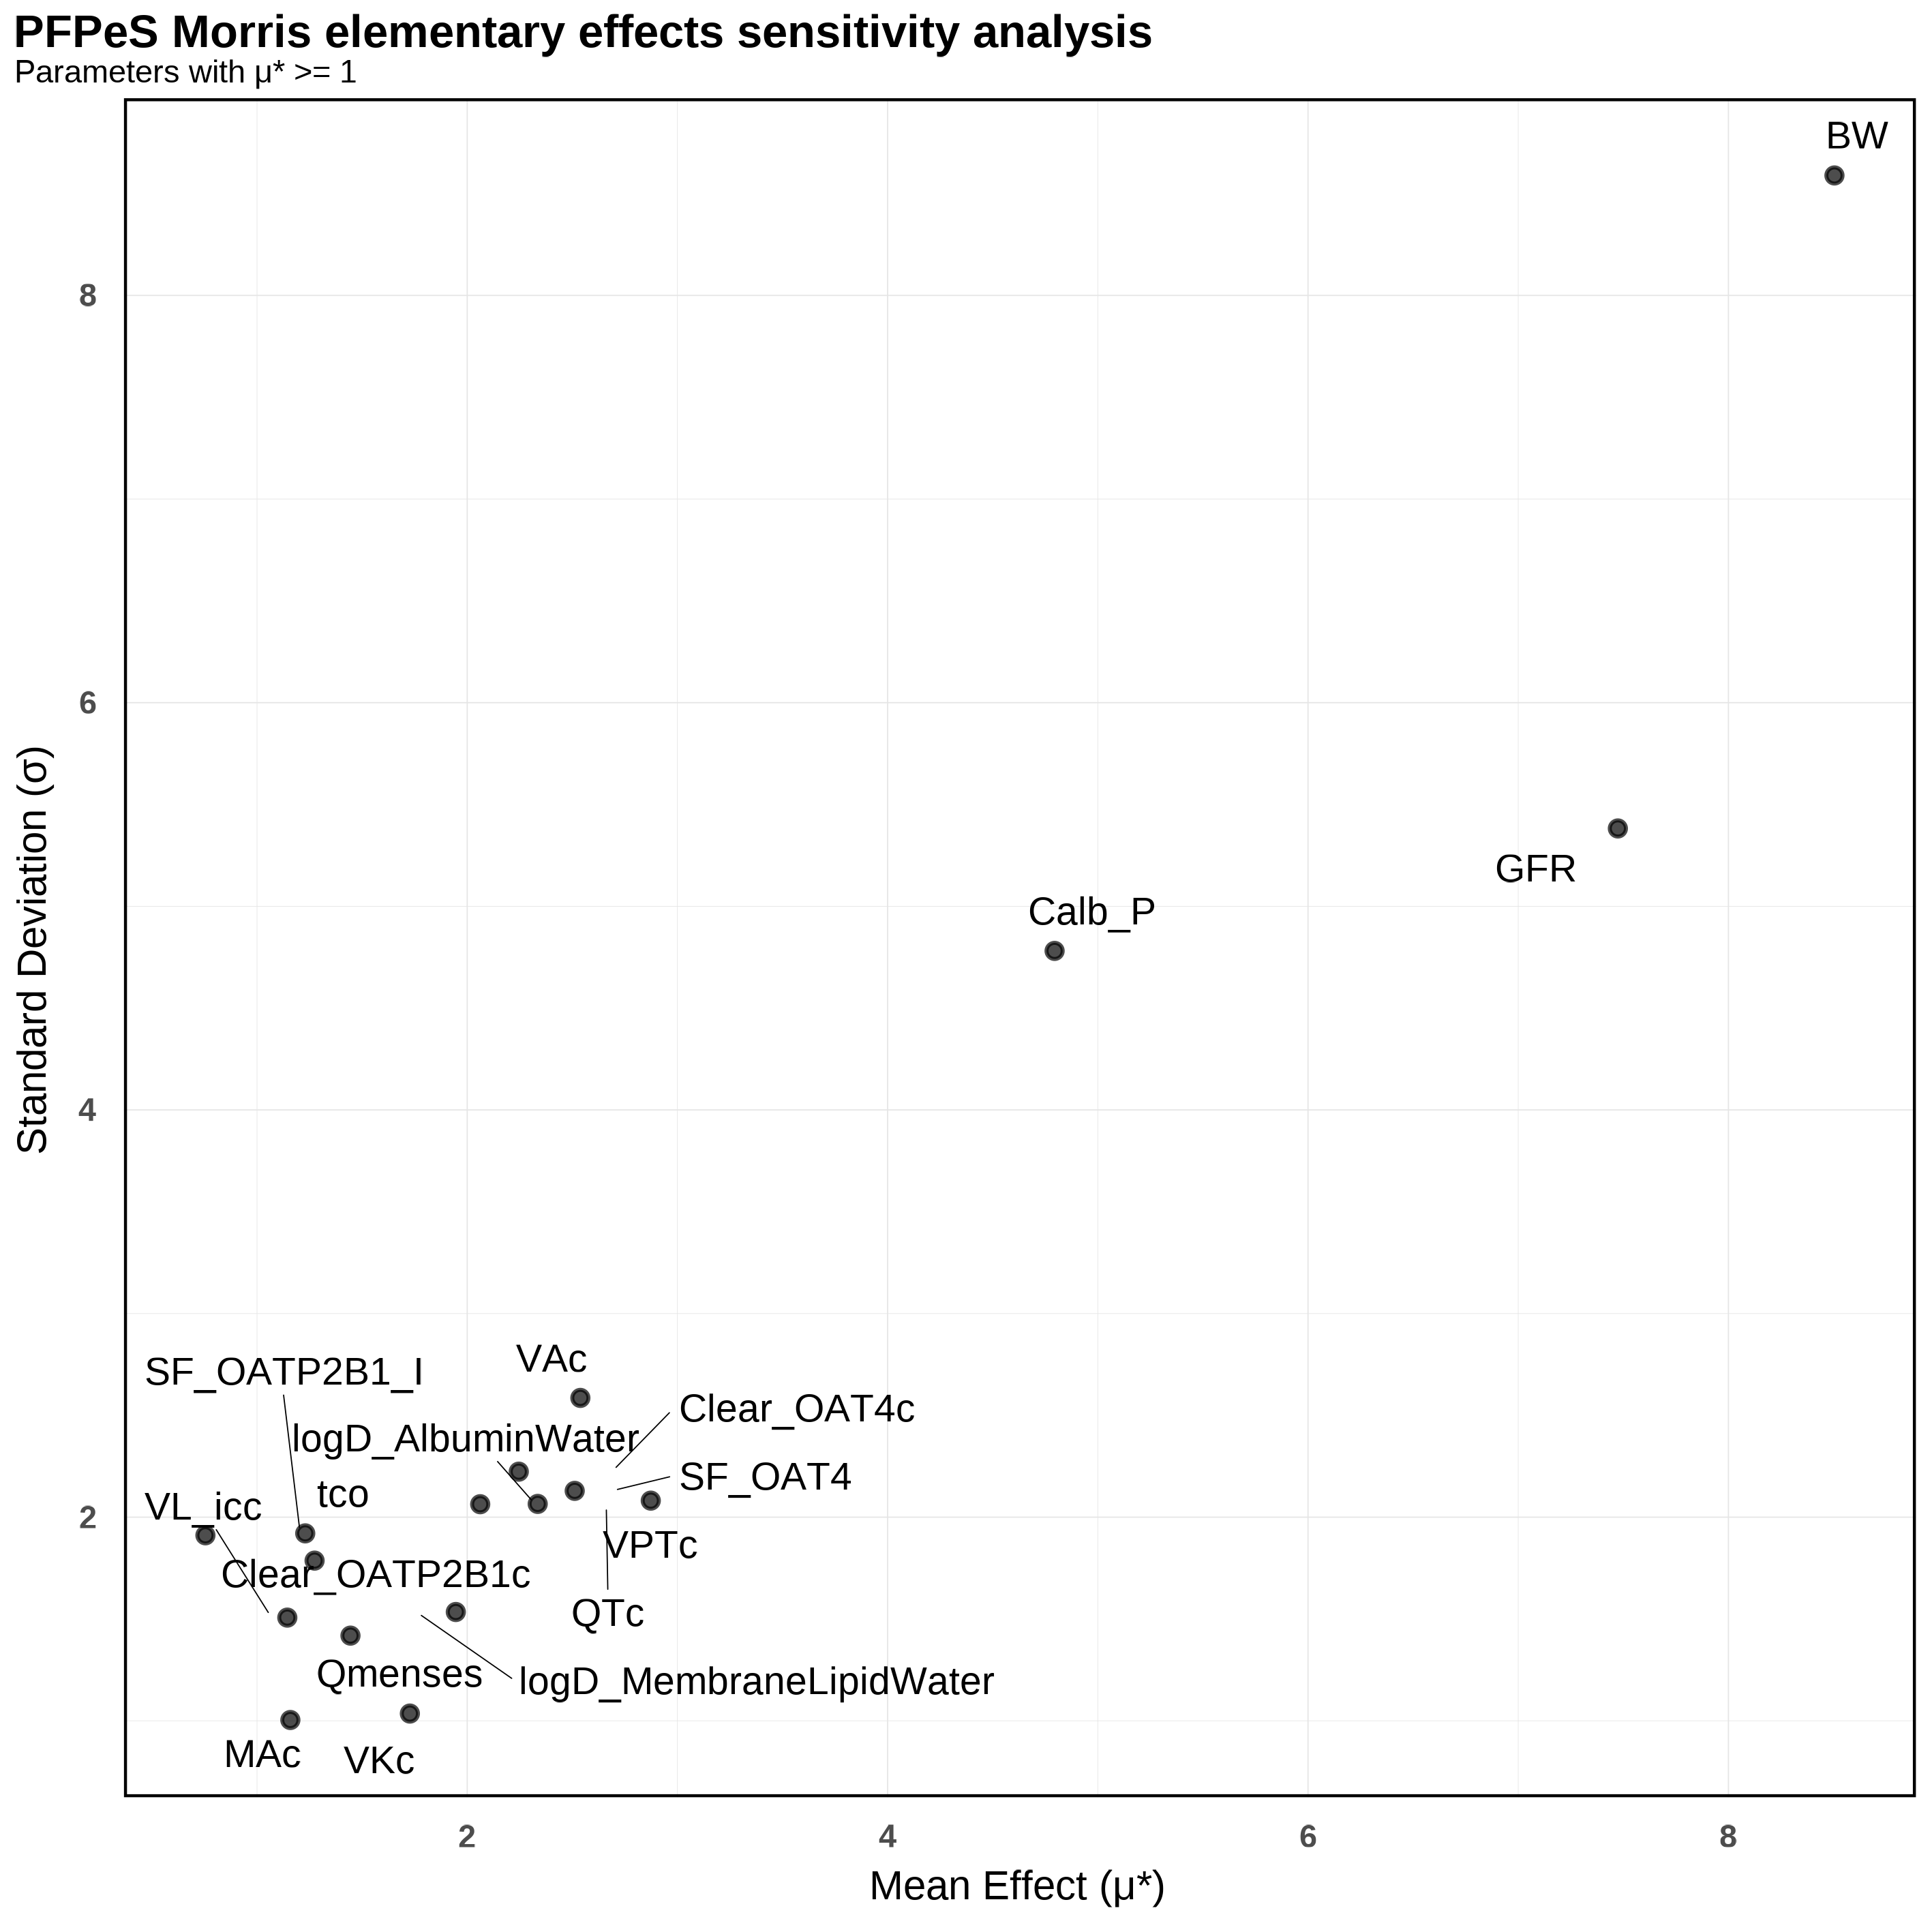 PFPeS Morris elementary effects sensitivity analysis
Parameters with μ* >= 1
BW
8
6
GFR
Calb_P
Standard Deviation (σ)
4
VAc
SF_OATP2B1_I
Clear_OAT4c
logD_AlbuminWater
SF_OAT4
tco
VL_icc
2
VPTc
Clear_OATP2B1c
QTc
Qmenses
logD_MembraneLipidWater
MAc
VKc
2 4 6 8
Mean Effect (μ*)